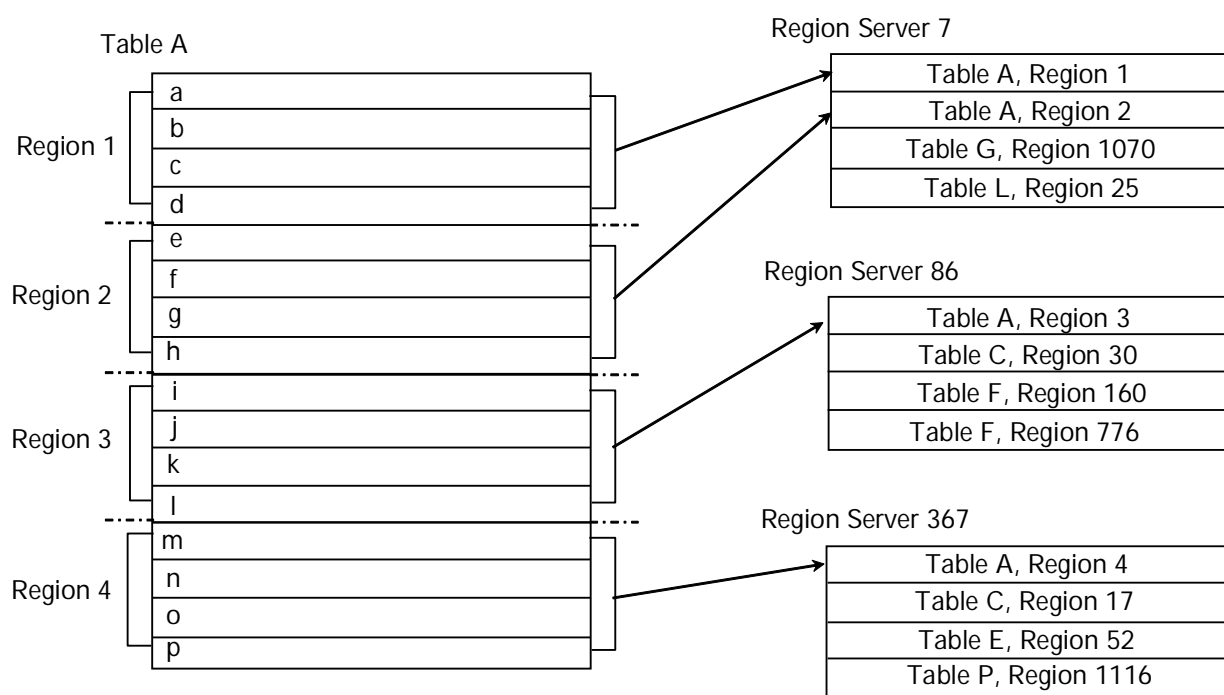 Table A
Region 1
a
b
c
d
Region 2
e
f
g
h
Region 3
i
j
k
l
Region 4
m
n
o
p
Region Server 7
Table A, Region 1
Table A, Region 2
Table G, Region 1070
Table L, Region 25
Region Server 86
Table A, Region 3
Table C, Region 30
Table F, Region 160
Table F, Region 776
Region Server 367
Table A, Region 4
Table C, Region 17
Table E, Region 52
Table P, Region 1116